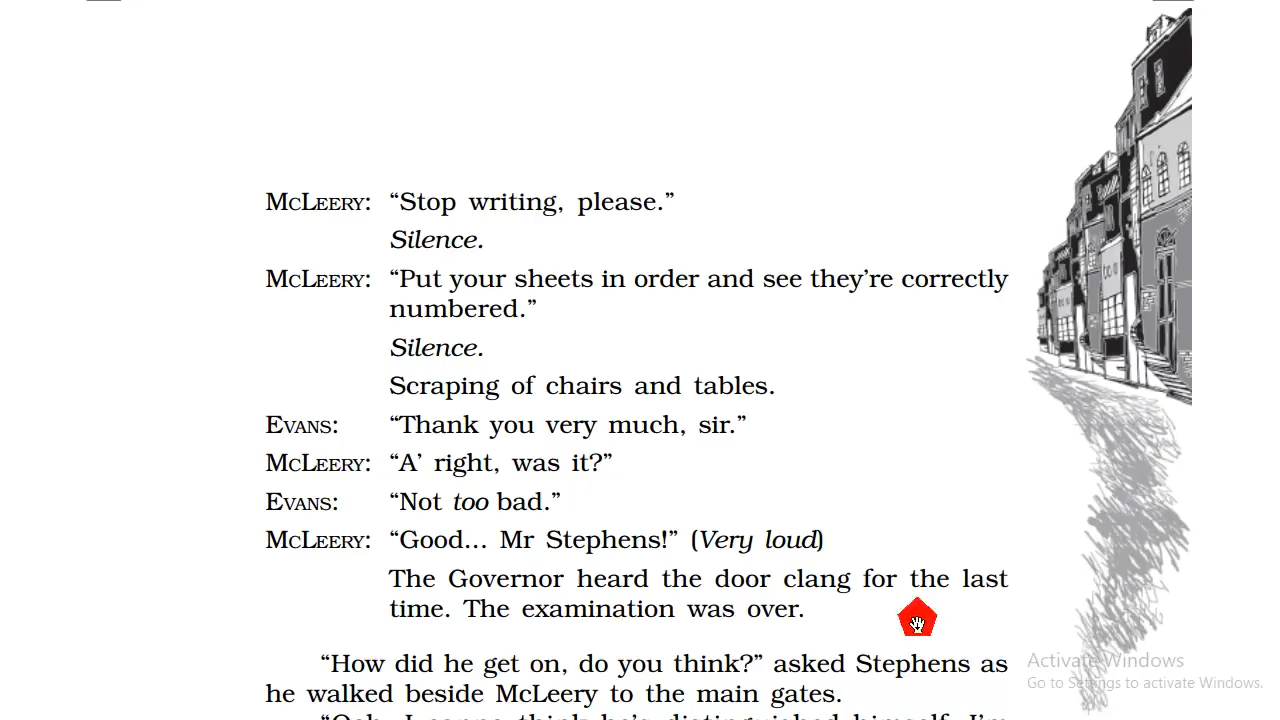 McLeery: “Stop writing, please.”
Silence.
McLeery: “Put your sheets in order and see they’re correctly
numbered.”
Silence.
Scraping of chairs and tables.
Evans: “Thank you very much, sir.”
McLeery: “A’ right, was it?”
Evans: “Not too bad.”
McLeery: “Good... Mr Stephens!” (Very loud)
The Governor heard the door clang for the last
time. The examination was over.
“How did he get on, do you think?” asked Stephens as
he walked beside McLeery to the main gates.
Activate Windows
Go to Settings to activate Windows.